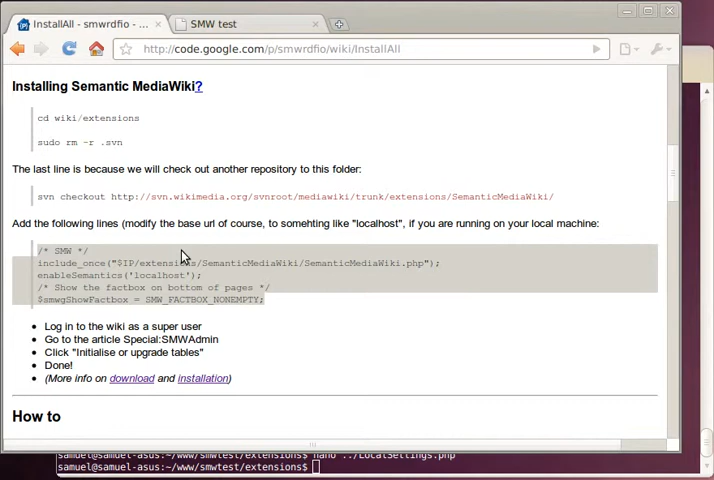 InstallAll - smwrdfio - ...
SMW test
http://code.google.com/p/smwrdfio/wiki/InstallAll
Installing Semantic MediaWiki?
cd wiki/extensions
sudo rm -r .svn
The last line is because we will check out another repository to this folder:
svn checkout http://svn.wikimedia.org/svnroot/mediawiki/trunk/extensions/SemanticMediaWiki/
Add the following lines (modify the base url of course, to somehting like "localhost", if you are running on your local machine:
/* SMW */
include_once("$IP/extensions/SemanticMediaWiki/SemanticMediaWiki.php");
enableSemantics('localhost');
/* Show the factbox on bottom of pages */
$smwgShowFactbox = SMW_FACTBOX_NONEMPTY;
Log in to the wiki as a super user
Go to the article Special:SMWAdmin
Click "Initialise or upgrade tables"
Done!
(More info on download and installation)
How to
samuel@samuel-asus:~/www/smwtest/extensions$ nano ../LocalSettings.php
samuel@samuel-asus:~/www/smwtest/extensions$